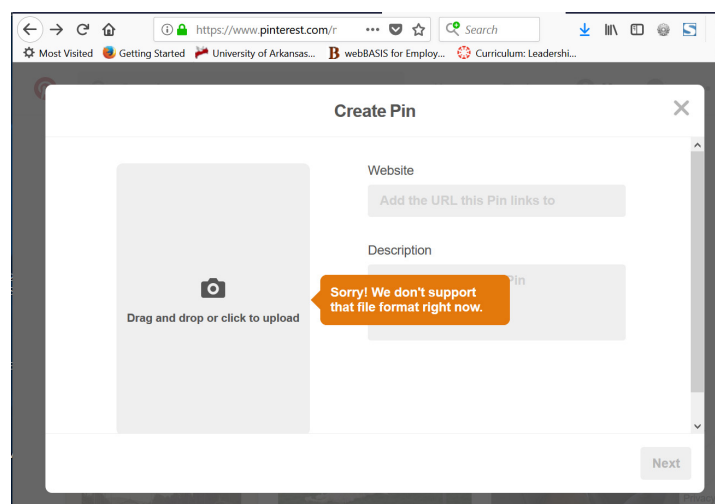 https://www.pinterest.com/r
Search
Most Visited
Getting Started
University of Arkansas...
webBASIS for Employ...
Curriculum: Leadershi...
Create Pin
Website
Add the URL this Pin links to
Description
Pin
Sorry! We don't support
that file format right now.
Drag and drop or click to upload
Next